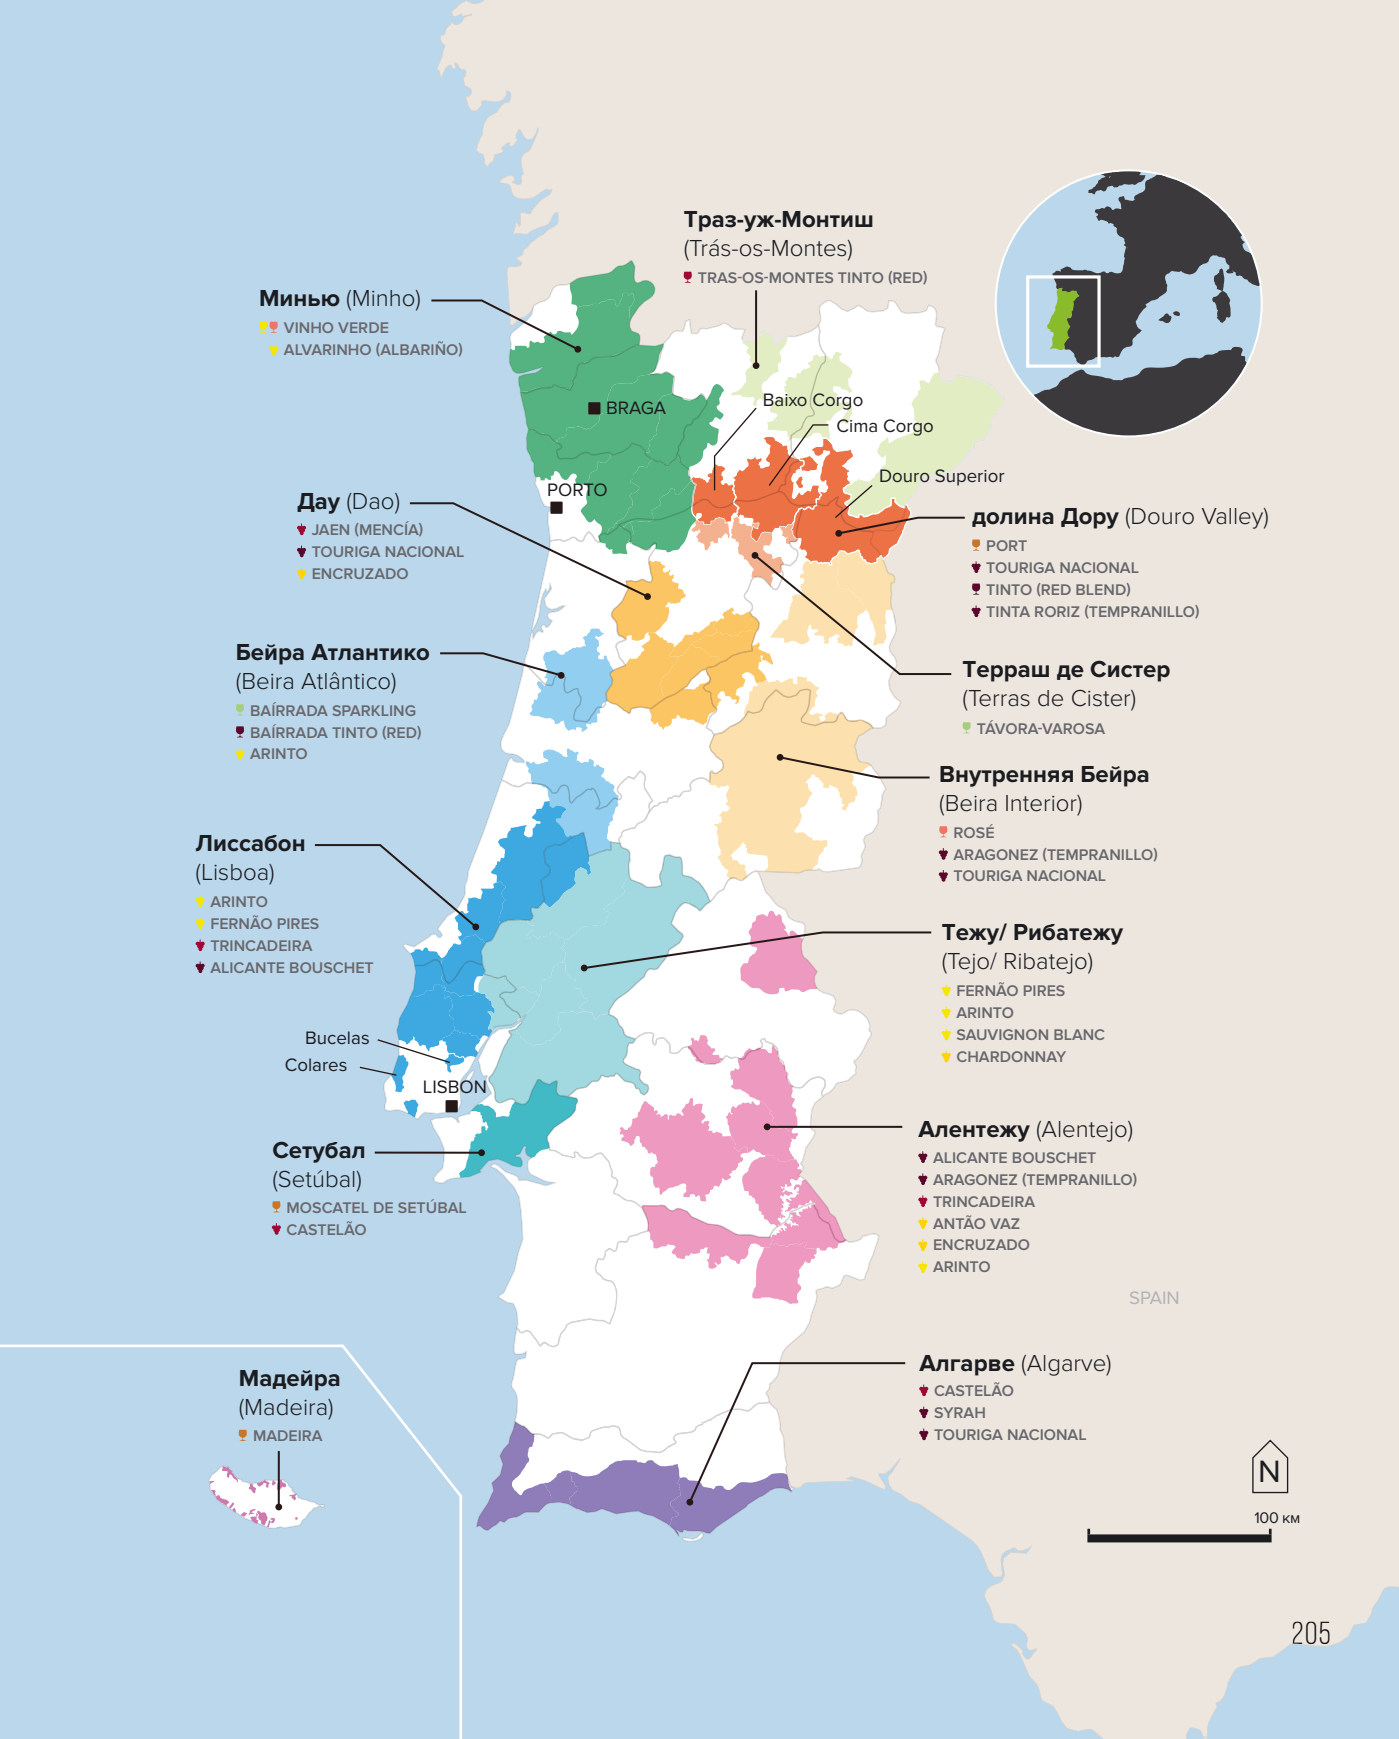 Траз-уж-Монтиш
(Trás-os-Montes)
TRAS-OS-MONTES TINTO (RED)
Минью (Minho)
VINHO VERDE
ALVARINHO (ALBARIÑO)
BRAGA
Baixo Corgo
Cima Corgo
Douro Superior
PORTO
Дау (Dao)
JAEN (MENCÍA)
TOURIGA NACIONAL
ENCRUZADO
долина Дору (Douro Valley)
PORT
TOURIGA NACIONAL
TINTO (RED BLEND)
TINTA RORIZ (TEMPRANILLO)
Бейра Атлантико
(Beira Atlântico)
BAÍRRADA SPARKLING
BAÍRRADA TINTO (RED)
ARINTO
Терраш де Систер
(Terras de Cister)
TÁVORA-VAROSA
Внутренняя Бейра
(Beira Interior)
ROSÉ
ARAGONEZ (TEMPRANILLO)
TOURIGA NACIONAL
Лиссабон
(Lisboa)
ARINTO
FERNÃO PIRES
TRINCADEIRA
ALICANTE BOUSCHET
Тежу/ Рибатежу
(Tejo/ Ribatejo)
FERNÃO PIRES
ARINTO
SAUVIGNON BLANC
CHARDONNAY
Bucelas
Colares
LISBON
Сетубал
(Setúbal)
MOSCATEL DE SETÚBAL
CASTELÃO
Алентежу (Alentejo)
ALICANTE BOUSCHET
ARAGONEZ (TEMPRANILLO)
TRINCADEIRA
ANTÃO VAZ
ENCRUZADO
ARINTO
SPAIN
Мадейра
(Madeira)
MADEIRA
Алгарве (Algarve)
CASTELÃO
SYRAH
TOURIGA NACIONAL
N
100 км
205